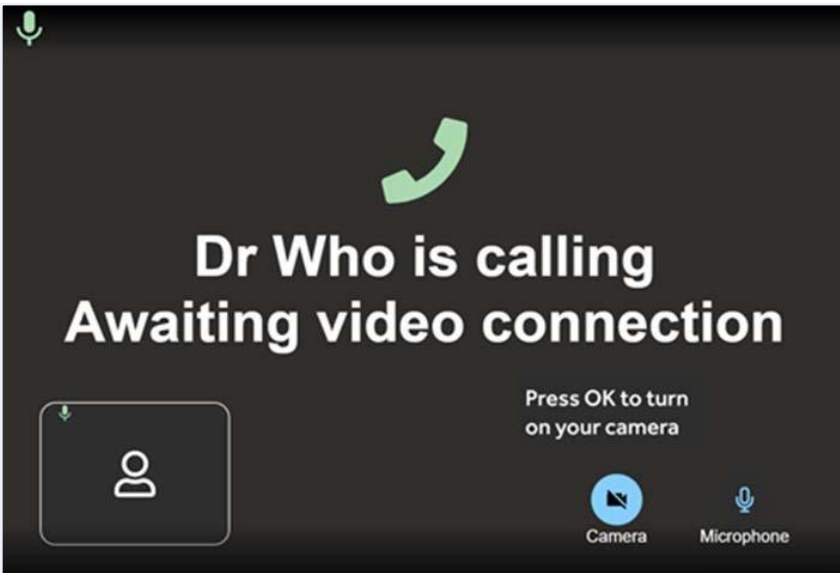 Dr Who is calling
Awaiting video connection
Press OK to turn
on your camera
Camera
Microphone